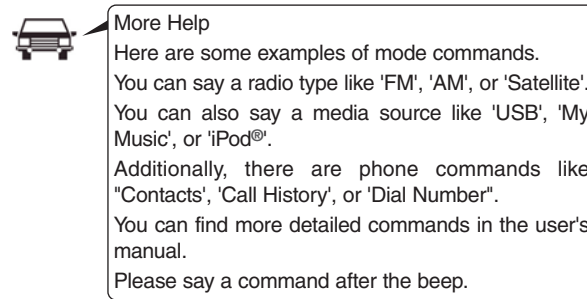 More Help
Here are some examples of mode commands.
You can say a radio type like 'FM', 'AM', or 'Satellite'.
You can also say a media source like 'USB', 'My
Music', or 'iPod®'.
Additionally, there are phone commands like
"Contacts', 'Call History', or 'Dial Number".
You can find more detailed commands in the user's
manual.
Please say a command after the beep.